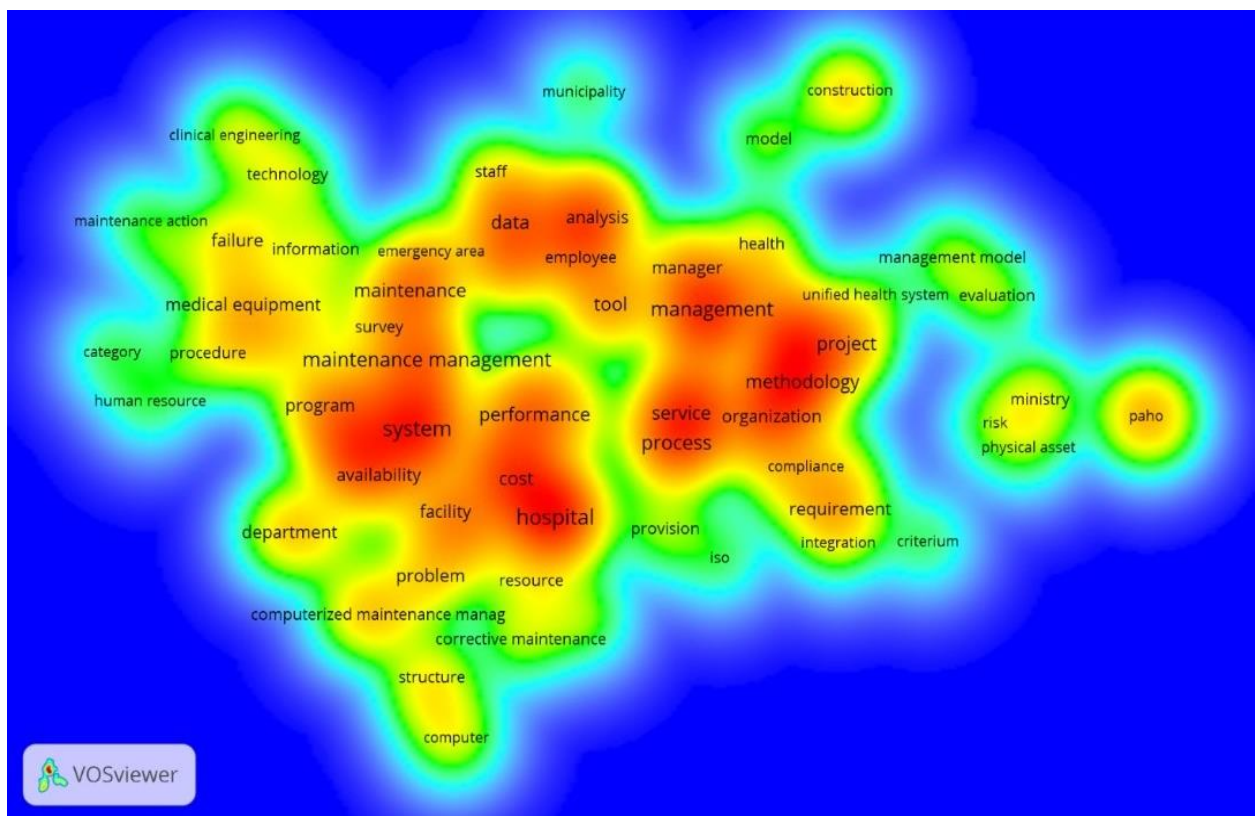 construction
municipality
clinical engineering
model
staff
technology
maintenance action
data
analysis
failure
information
emergency area
employee
manager
health
management model
maintenance
tool
management
unified health system
evaluation
medical equipment
survey
category
procedure
maintenance management
project
methodology
human resource
program
performance
service
organization
ministry
paho
system
process
risk
physical asset
availability
cost
compliance
facility
hospital
requirement
department
provision
integration
criterium
iso
problem
resource
computerized maintenance manag
corrective maintenance
structure
computer
VOSviewer